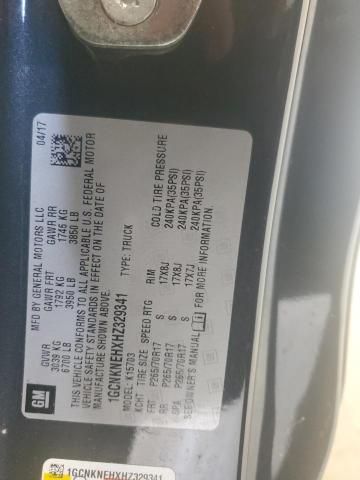 GM
MFD BY GENERAL MOTORS LLC
04/17
GVWR GAWR FRT GAWR RR
3039 KG 1792 KG 1746 KG
6700 LB 3950 LB 3850 LB
THIS VEHICLE CONFORMS TO ALL APPLICABLE U.S. FEDERAL MOTOR
VEHICLE SAFETY STANDARDS IN EFFECT ON THE DATE OF
MANUFACTURE SHOWN ABOVE.
1GCNKNEHXHZ329341 TYPE: TRUCK
MODEL: K15703
KCHT TIRE SIZE SPEED RTG RIM COLD TIRE PRESSURE
FRT P265/70R17 S 17X8J 240KPA(35PSI)
RR P265/70R17 S 17X8J 240KPA(35PSI)
SPA P265/70R17 S 17X7J 240KPA(35PSI)
SEE OWNER'S MANUAL FOR MORE INFORMATION.
1GCNKNEHXHZ329341